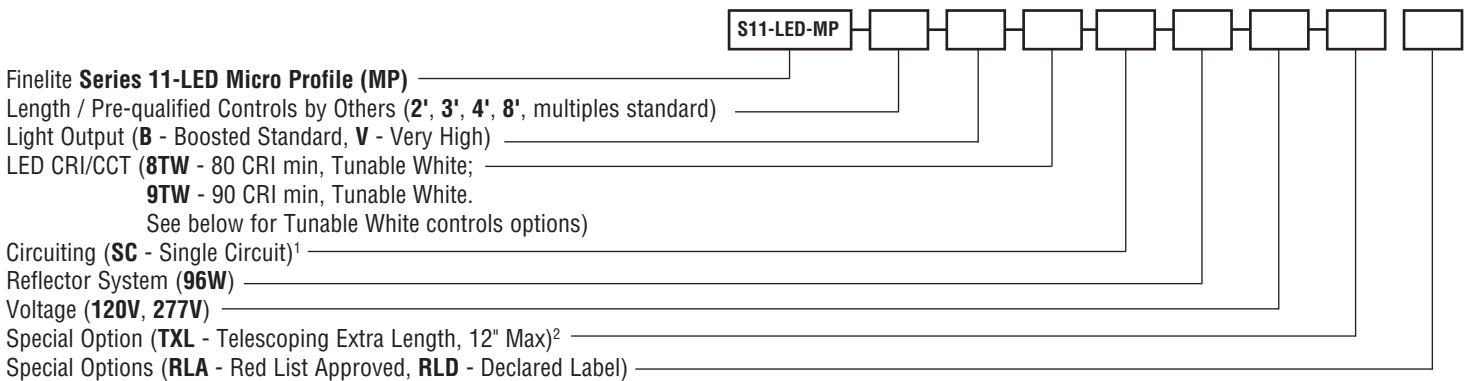 S11-LED-MP
Finelite Series 11-LED Micro Profile (MP)
Length / Pre-qualified Controls by Others (2', 3', 4', 8', multiples standard)
Light Output (B - Boosted Standard, V - Very High)
LED CRI/CCT (8TW - 80 CRI min, Tunable White;
9TW - 90 CRI min, Tunable White.
See below for Tunable White controls options)
Circuiting (SC - Single Circuit)1
Reflector System (96W)
Voltage (120V, 277V)
Special Option (TXL - Telescoping Extra Length, 12" Max)2
Special Options (RLA - Red List Approved, RLD - Declared Label)